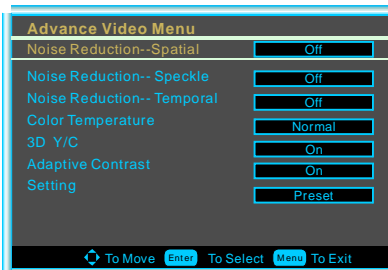 Advance Video Menu
Noise Reduction--Spatial Off
Noise Reduction-- Speckle Off
Noise Reduction-- Temporal Off
Color Temperature Normal
3D Y/C On
Adaptive Contrast On
Setting Preset
To Move Enter To Select Menu To Exit